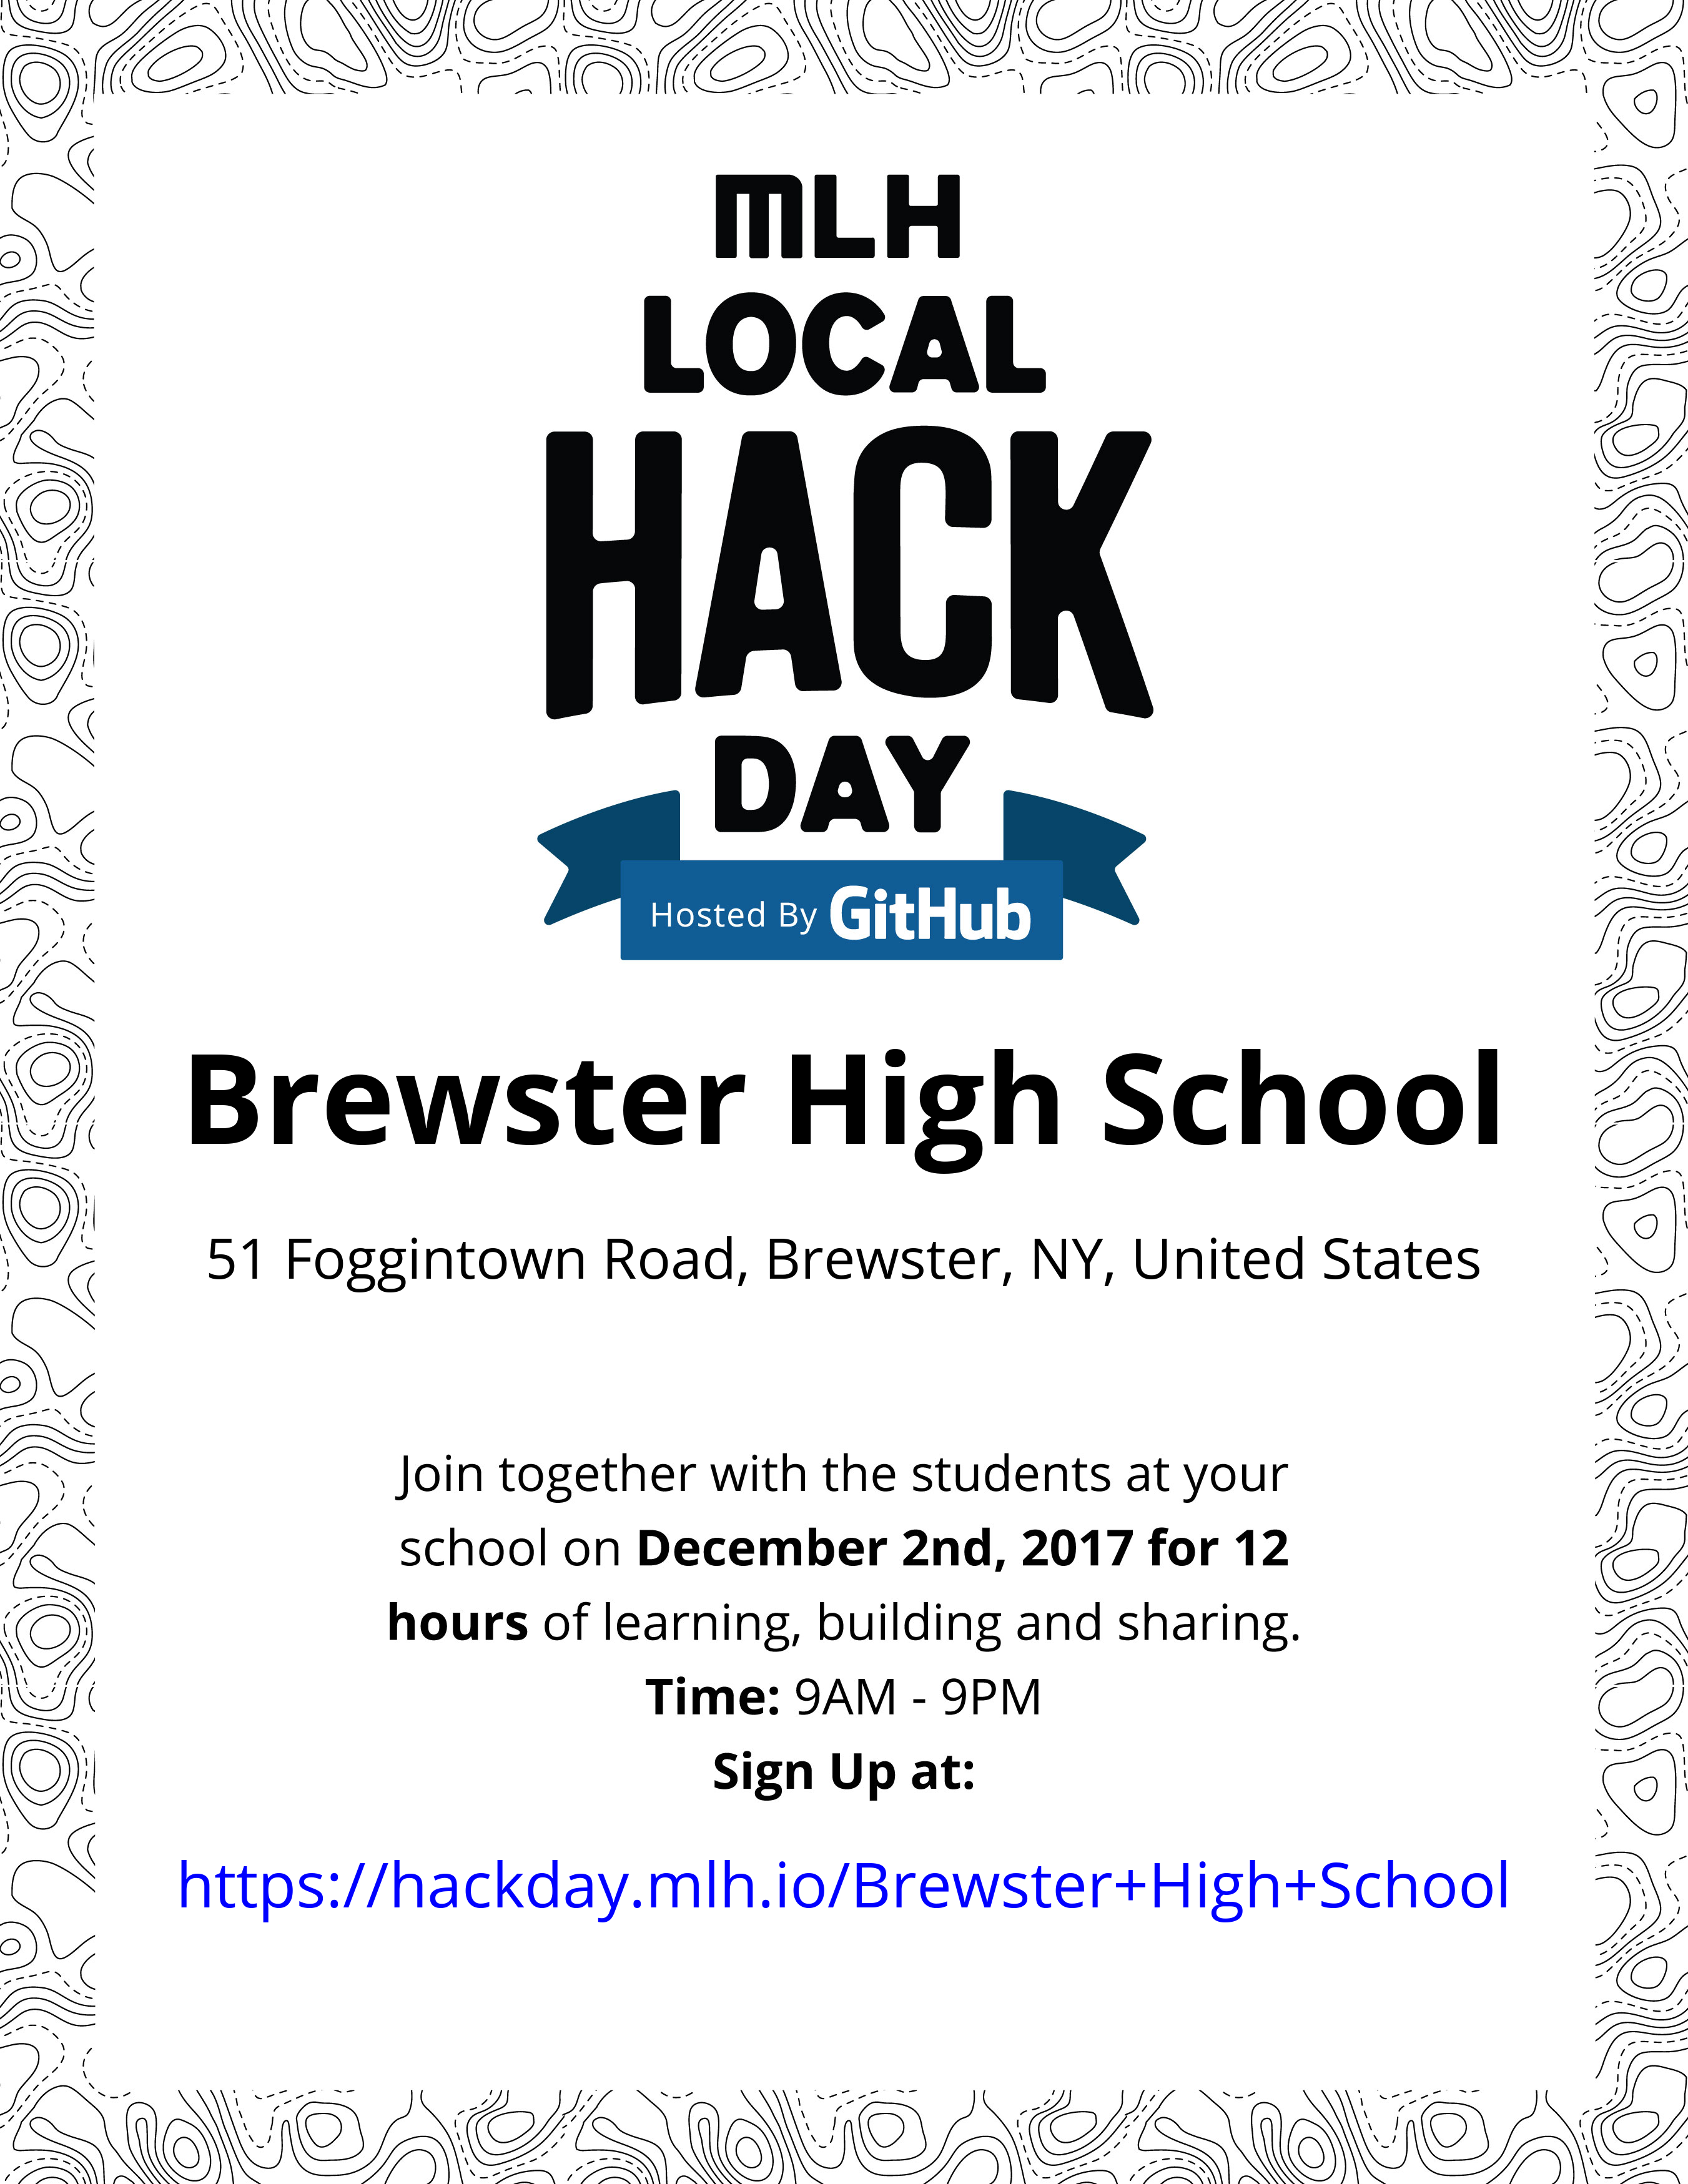 MLH
LOCAL
HACK
DAY
Hosted By GitHub
Brewster High School
51 Foggintown Road, Brewster, NY, United States
Join together with the students at your
school on December 2nd, 2017 for 12
hours of learning, building and sharing.
Time: 9AM - 9PM
Sign Up at:
https://hackday.mlh.io/Brewster+High+School